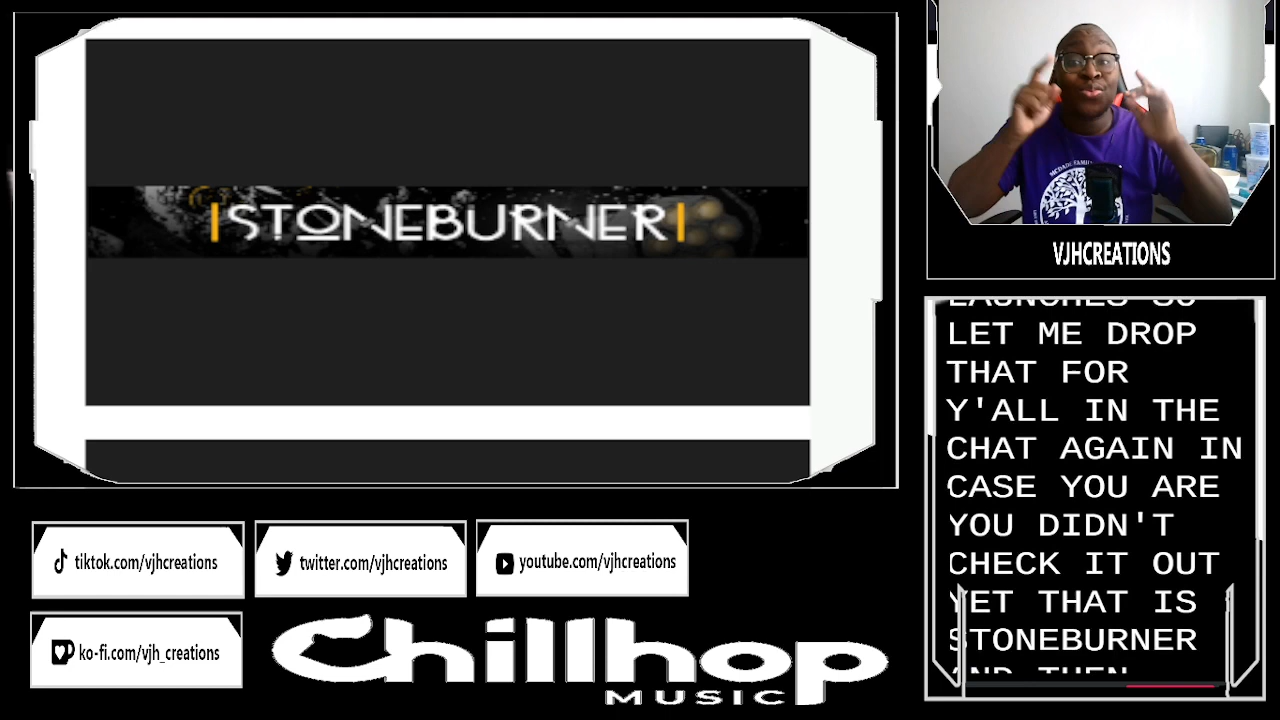 |STONEBURNER|
VJHCREATIONS
LET ME DROP
THAT FOR
Y'ALL IN THE
CHAT AGAIN IN
CASE YOU ARE
YOU DIDN'T
CHECK IT OUT
YET THAT IS
STONEBURNER
AND THEN
tiktok.com/vjhcreations
twitter.com/vjhcreations
youtube.com/vjhcreations
ko-fi.com/vjh_creations
Chillhop
MUSIC